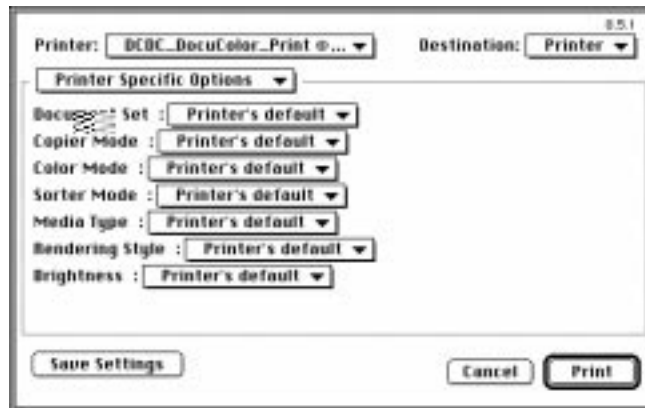 8.5.1
Printer: DCOC_DocuColor_Print @... Destination: Printer
Printer Specific Options
Document Set : Printer's default
Copier Mode : Printer's default
Color Mode : Printer's default
Sorter Mode : Printer's default
Media Type : Printer's default
Rendering Style : Printer's default
Brightness : Printer's default
Save Settings Cancel Print